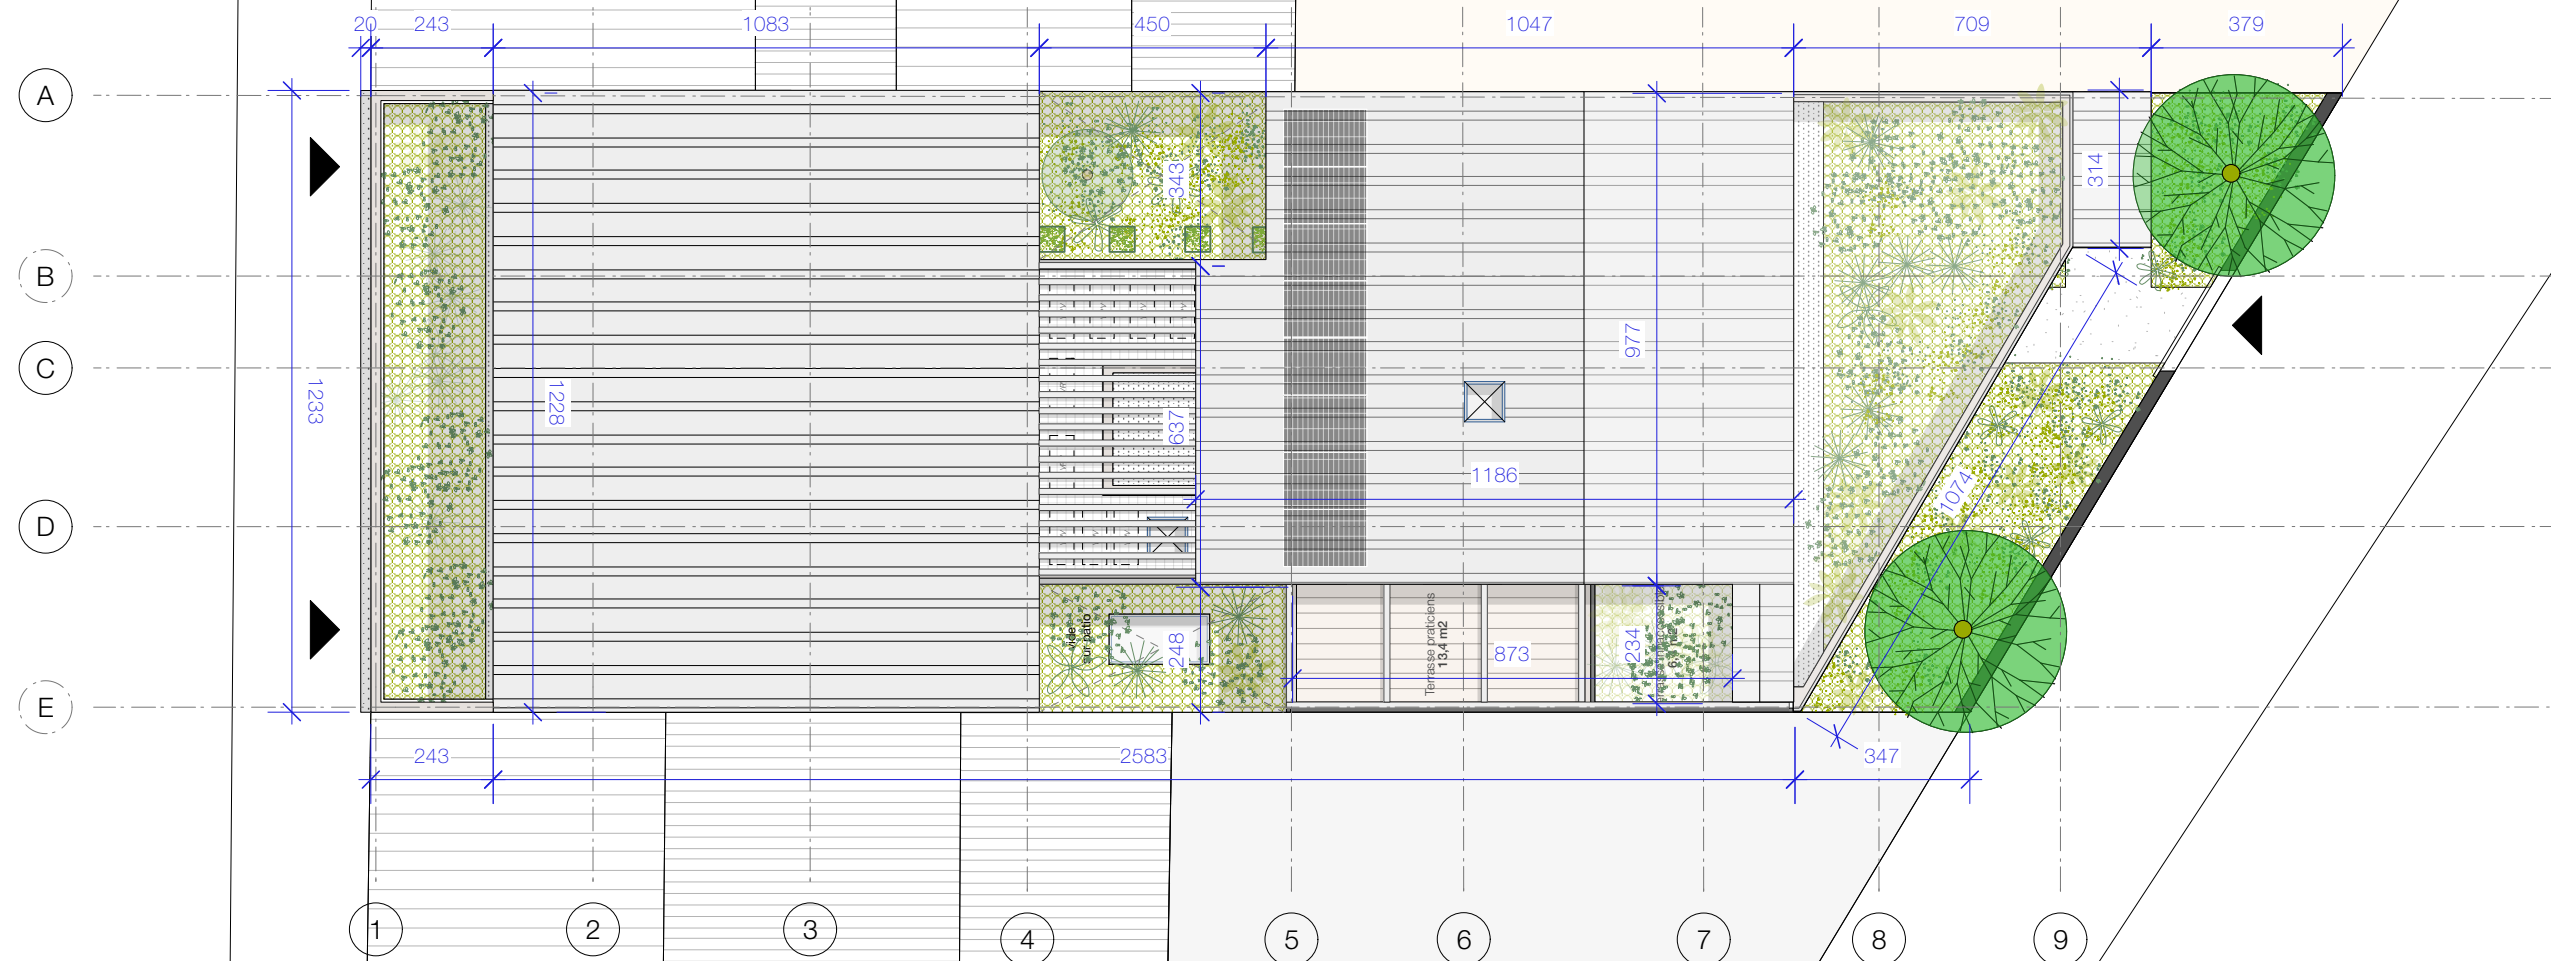 20 243 1083 450 1047 709 379
A
B
C
D
E
1233
1228
343
637
248
977
1186
873
234
314
1074
vide
sur patio
Terrasse praticiens
13,4 m2
243 2583 347
1 2 3 4 5 6 7 8 9